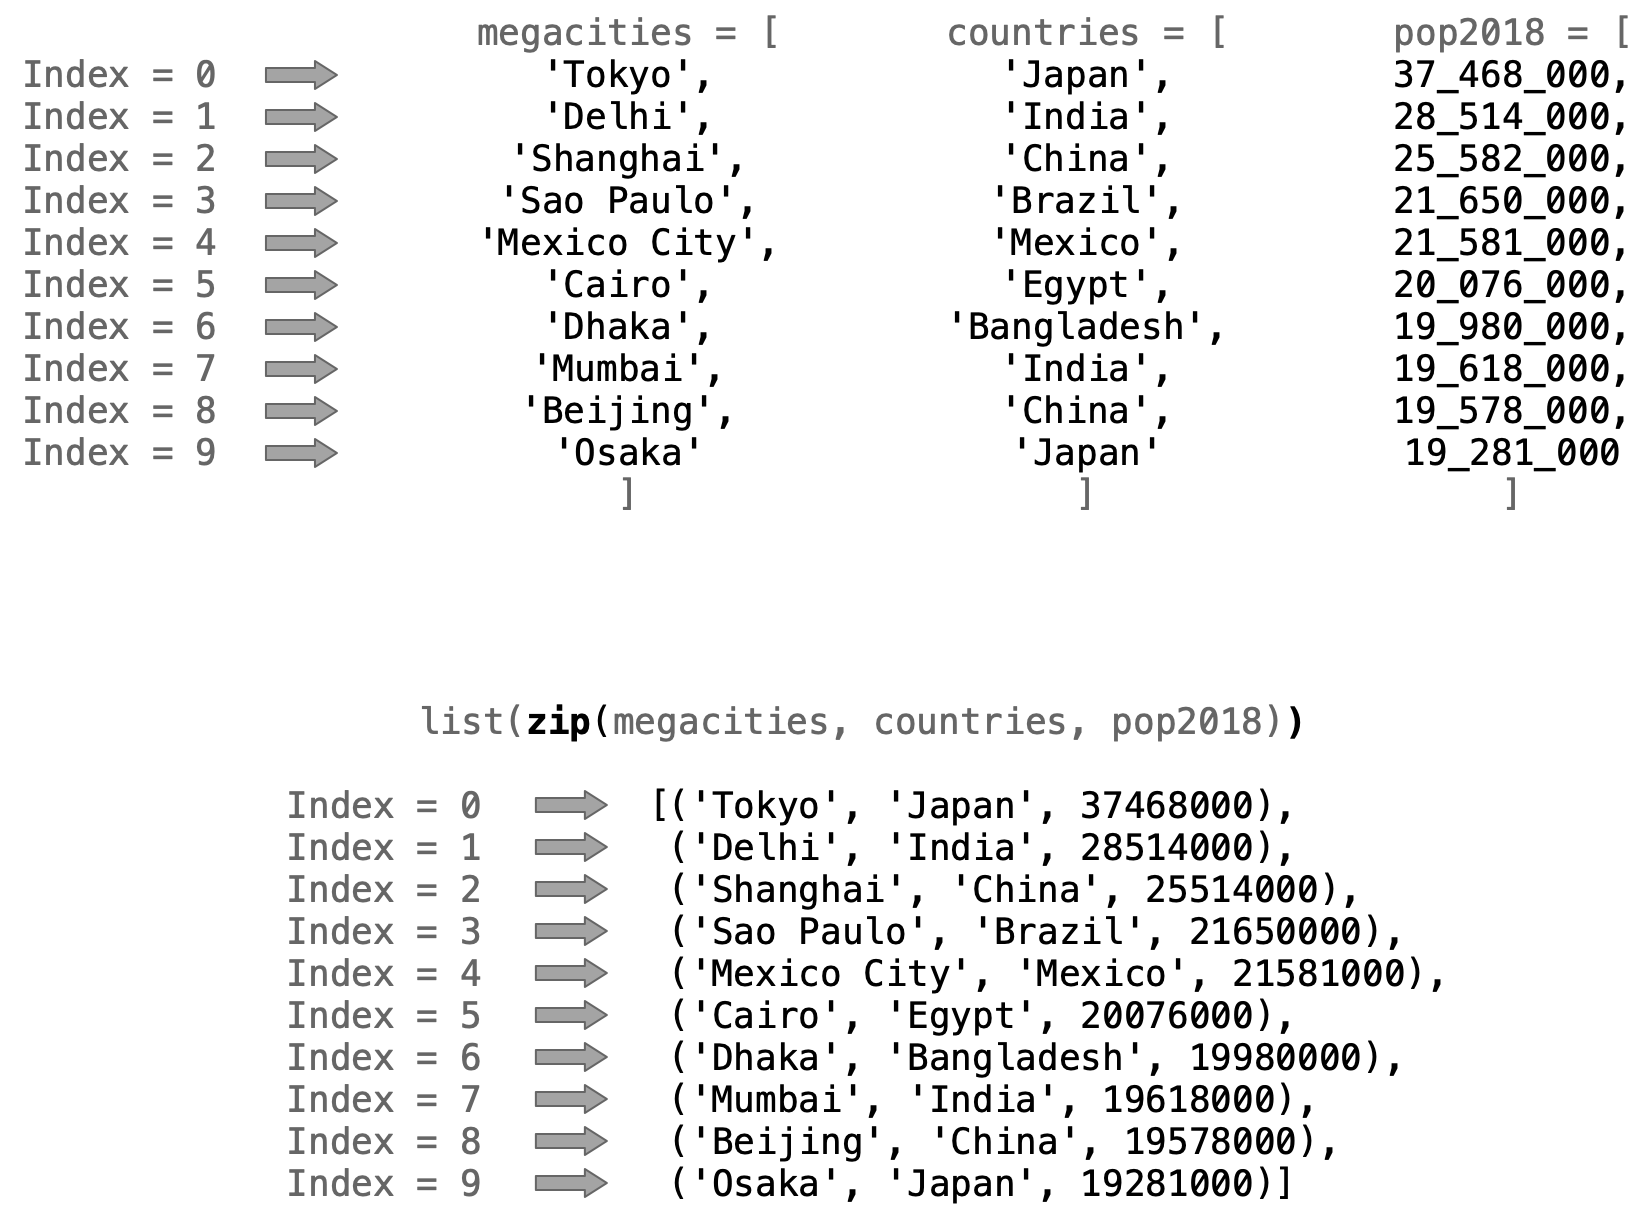 megacities = [ countries = [ pop2018 = [
Index = 0 'Tokyo', 'Japan', 37_468_000,
Index = 1 'Delhi', 'India', 28_514_000,
Index = 2 'Shanghai', 'China', 25_582_000,
Index = 3 'Sao Paulo', 'Brazil', 21_650_000,
Index = 4 'Mexico City', 'Mexico', 21_581_000,
Index = 5 'Cairo', 'Egypt', 20_076_000,
Index = 6 'Dhaka', 'Bangladesh', 19_980_000,
Index = 7 'Mumbai', 'India', 19_618_000,
Index = 8 'Beijing', 'China', 19_578_000,
Index = 9 'Osaka' 'Japan' 19_281_000
] ] ]
list(zip(megacities, countries, pop2018))
Index = 0 [('Tokyo', 'Japan', 37468000),
Index = 1 ('Delhi', 'India', 28514000),
Index = 2 ('Shanghai', 'China', 25514000),
Index = 3 ('Sao Paulo', 'Brazil', 21650000),
Index = 4 ('Mexico City', 'Mexico', 21581000),
Index = 5 ('Cairo', 'Egypt', 20076000),
Index = 6 ('Dhaka', 'Bangladesh', 19980000),
Index = 7 ('Mumbai', 'India', 19618000),
Index = 8 ('Beijing', 'China', 19578000),
Index = 9 ('Osaka', 'Japan', 19281000)]